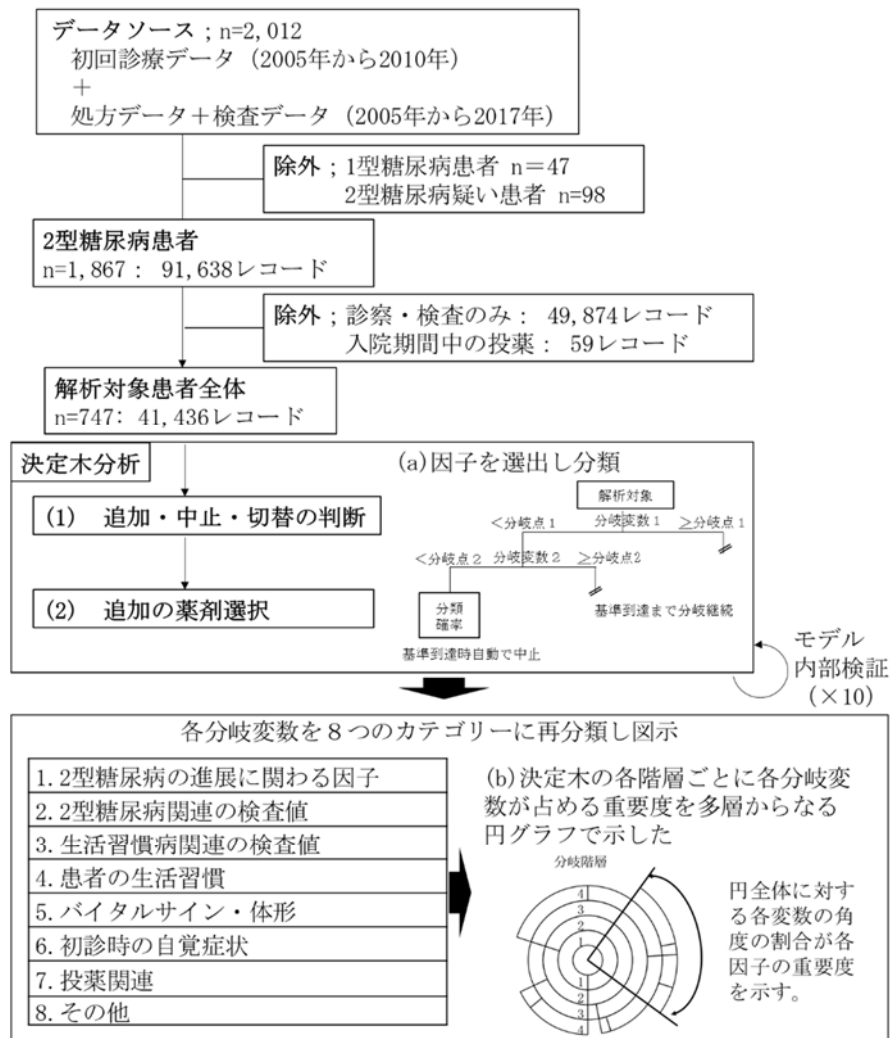 データソース；n=2,012
初回診療データ（2005年から2010年）
＋
処方データ＋検査データ（2005年から2017年）
除外；1型糖尿病患者 n＝47
2型糖尿病疑い患者 n=98
2型糖尿病患者
n=1,867： 91,638レコード
除外；診察・検査のみ： 49,874レコード
入院期間中の投薬： 59レコード
解析対象患者全体
n=747: 41,436レコード
決定木分析
(1) 追加・中止・切替の判断
(2) 追加の薬剤選択
(a)因子を選出し分類
解析対象
＜分岐点1 分岐変数1 ≧分岐点1
＜分岐点2 分岐変数2 ≧分岐点2
分類
確率
基準到達まで分岐継続
基準到達時自動で中止
モデル
内部検証
（×10）
各分岐変数を８つのカテゴリーに再分類し図示
1. 2型糖尿病の進展に関わる因子
2. 2型糖尿病関連の検査値
3. 生活習慣病関連の検査値
4. 患者の生活習慣
5. バイタルサイン・体形
6. 初診時の自覚症状
7. 投薬関連
8. その他
(b)決定木の各階層ごとに各分岐変
数が占める重要度を多層からなる
円グラフで示した
分岐階層
4
3
2
1
1
2
3
4
円全体に対す
る各変数の角
度の割合が各
因子の重要度
を示す。